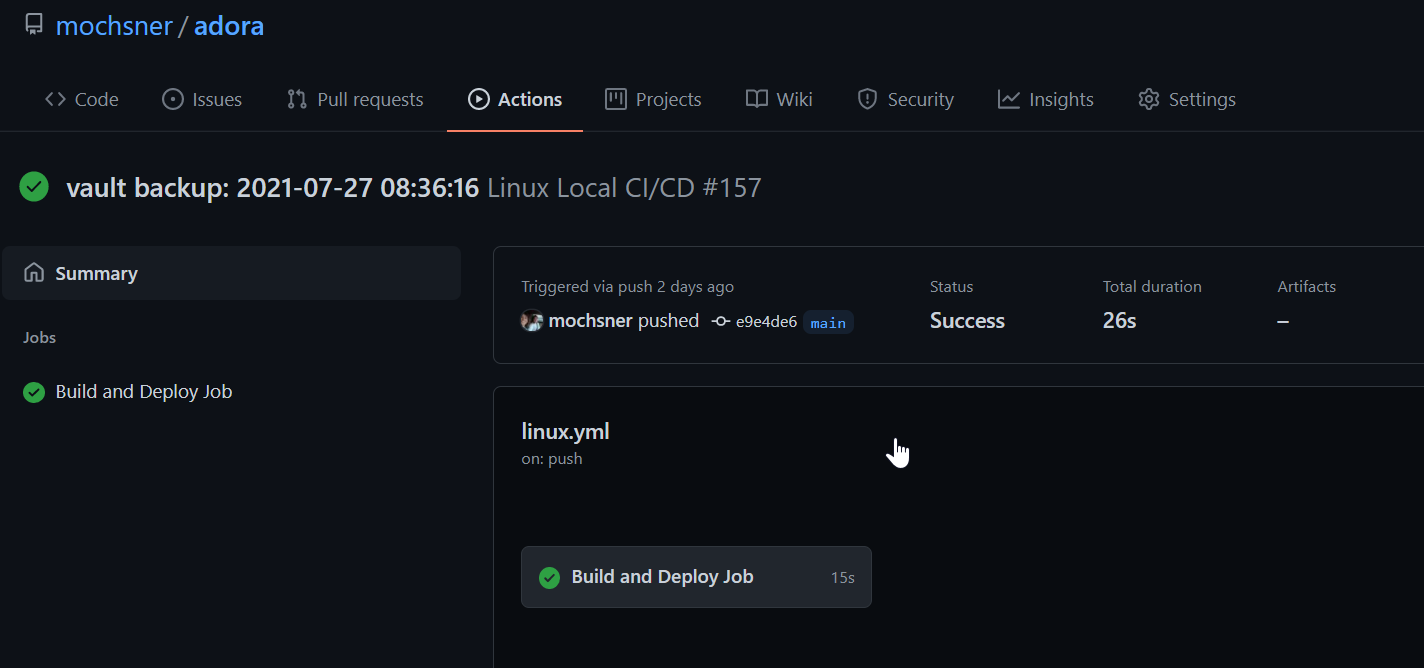 mochsner / adora
Code Issues Pull requests Actions Projects Wiki Security Insights Settings
vault backup: 2021-07-27 08:36:16 Linux Local CI/CD #157
Summary
Jobs
Build and Deploy Job
Triggered via push 2 days ago
mochsner pushed e9e4de6 main
Status
Success
Total duration
26s
Artifacts
–
linux.yml
on: push
Build and Deploy Job 15s